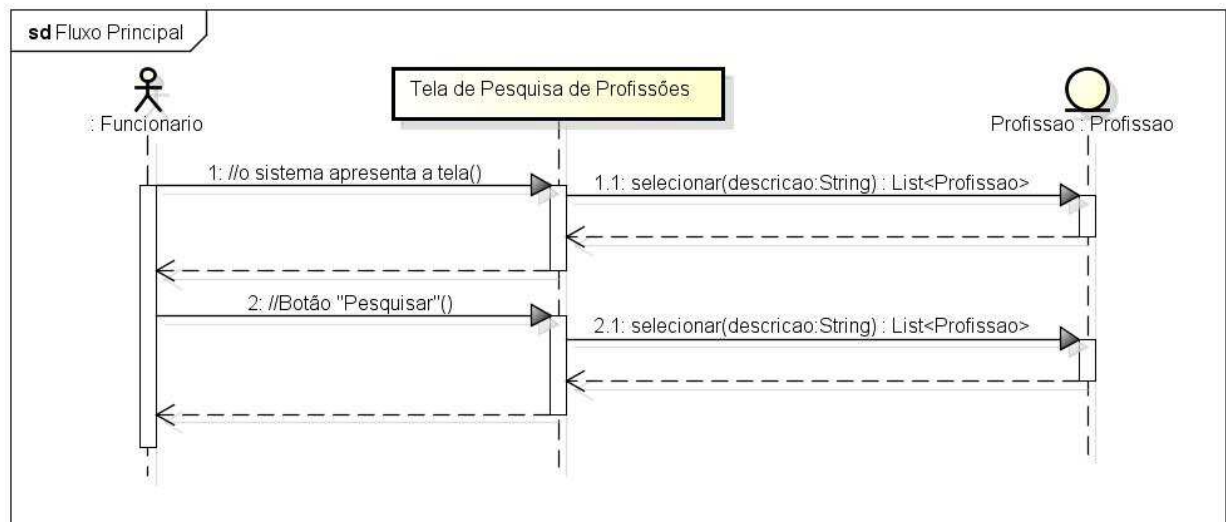 sd Fluxo Principal
Tela de Pesquisa de Profissões
: Funcionario
Profissao : Profissao
1: //o sistema apresenta a tela()
1.1: selecionar(descricao:String) : List<Profissao>
2: //Botão "Pesquisar"()
2.1: selecionar(descricao:String) : List<Profissao>